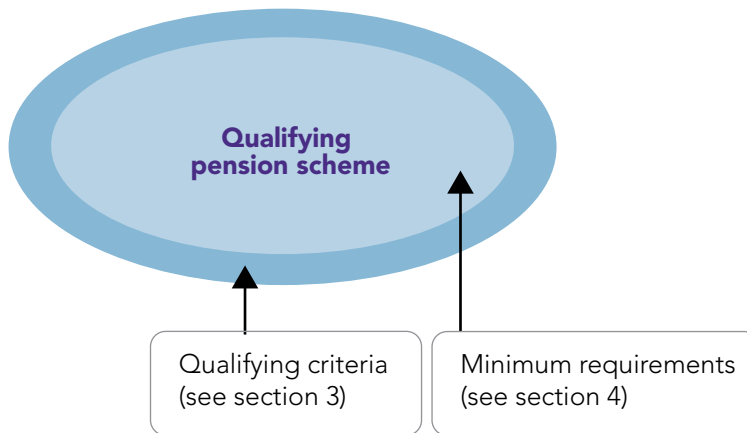 Qualifying
pension scheme
Qualifying criteria
(see section 3)
Minimum requirements
(see section 4)